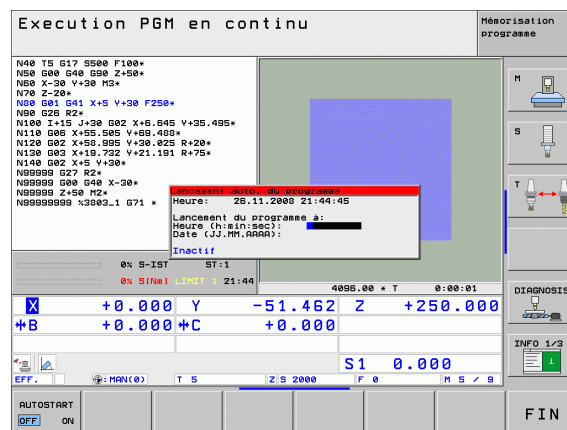 Execution PGM en continu
Mémorisation
programme
N40 T5 G17 S500 F100*
N50 G00 G40 G90 Z+50*
N60 X-30 Y+30 M3*
N70 Z-20*
N80 G01 G41 X+5 Y+30 F250*
N90 G26 R2*
N100 I+15 J+30 G02 X+6.645 Y+35.495*
N110 G06 X+55.505 Y+69.488*
N120 G02 X+58.995 Y+30.025 R+20*
N130 G03 X+19.732 Y+21.191 R+75*
N140 G02 X+5 Y+30*
N99999 G27 R2*
N99999 G00 G40 X-30*
N99999 Z+50 M2*
N99999999 %3803_1 G71 *
Lancement auto. du programme
Heure: 26.11.2008 21:44:45
Lancement du programme à:
Heure (h:min:sec):
Date (JJ.MM.AAAA):
Inactif
0% S-IST ST:1
0% S[Nm] LIMIT 1 21:44
4096.00 * T 0:00:01
X +0.000 Y -51.462 Z +250.000
B +0.000 C +0.000
S1 0.000
EFF. MAN(0) T 5 Z S 2000 F 0 M 5 / 9
M
S
T
DIAGNOSIS
INFO 1/3
AUTOSTART
OFF ON
FIN